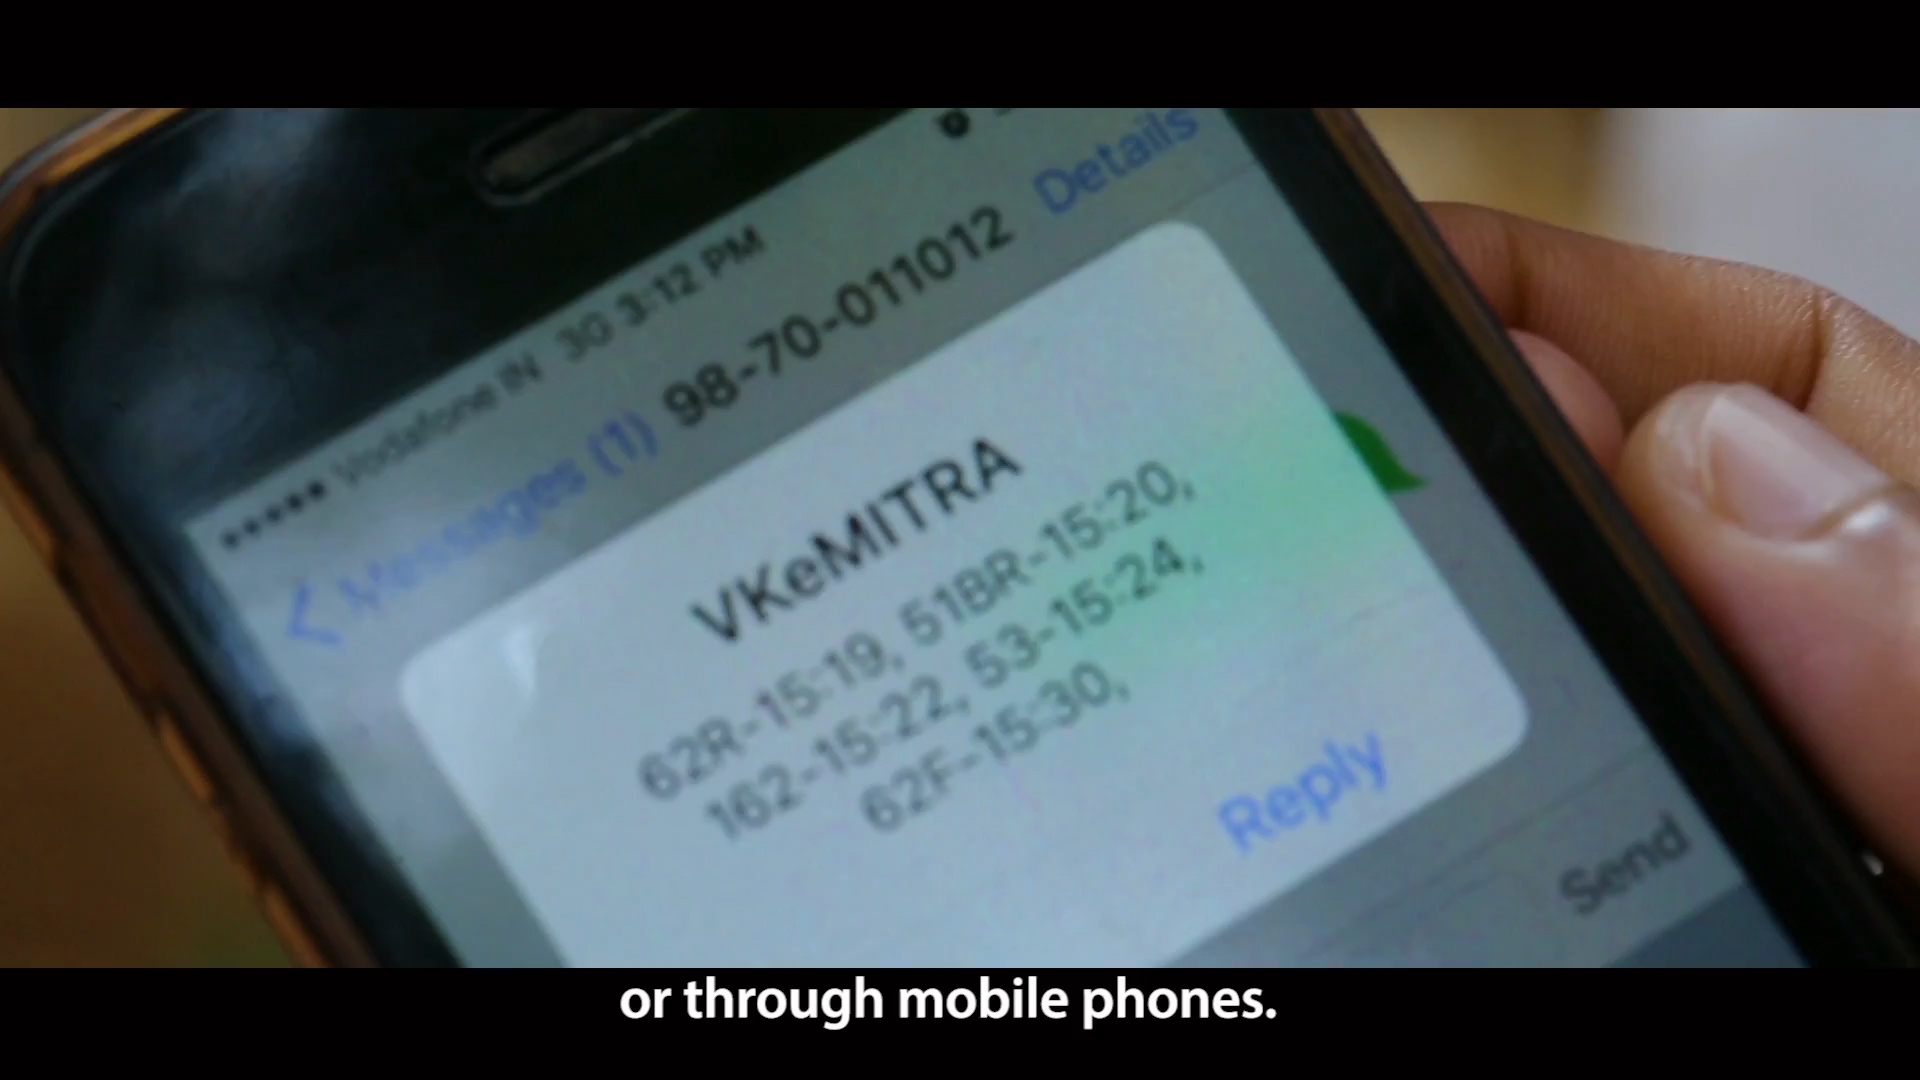 Vodafone IN 30 3:12 PM
Messages (1) 98-70-011012 Details
VKeMITRA
62R-15:19, 51BR-15:20,
162-15:22, 53-15:24,
62F-15:30,
Reply
Send
or through mobile phones.